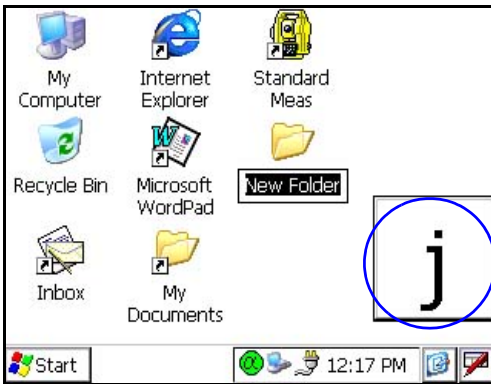 My
Computer
Internet
Explorer
Standard
Meas
Recycle Bin
Microsoft
WordPad
New Folder
Inbox
My
Documents
j
Start
α
12:17 PM